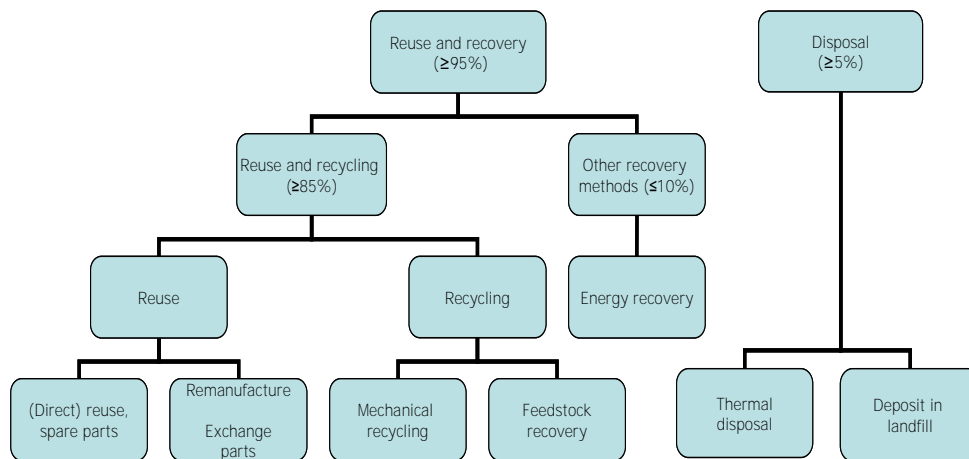 Reuse and recovery
(≥95%)
Disposal
(≥5%)
Reuse and recycling
(≥85%)
Other recovery
methods (≤10%)
Reuse
Recycling
Energy recovery
(Direct) reuse,
spare parts
Remanufacture
Exchange
parts
Mechanical
recycling
Feedstock
recovery
Thermal
disposal
Deposit in
landfill